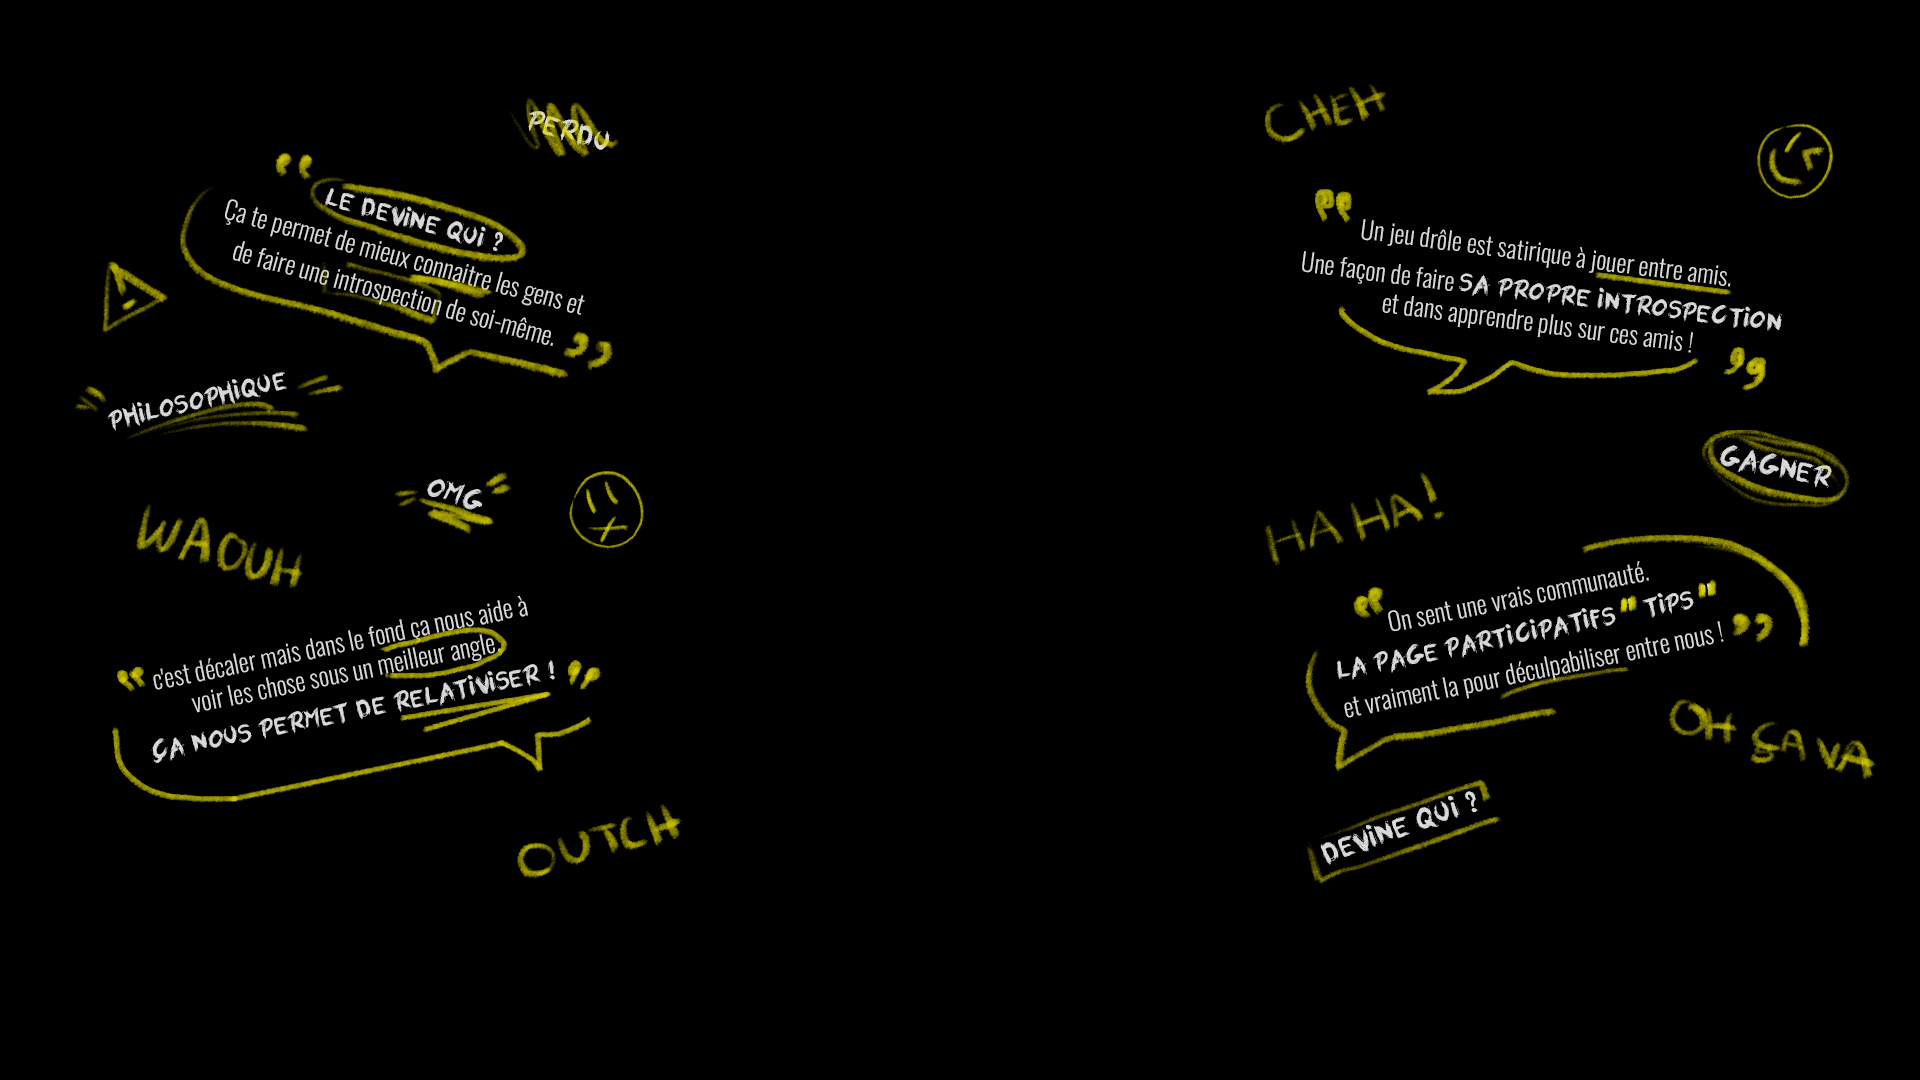 PERDU
LE DEVINE QUI ?
Ça te permet de mieux connaitre les gens et
de faire une introspection de soi-même.
PHILOSOPHIQUE
OMG
WAOUH
c'est décaler mais dans le fond ça nous aide à
voir les chose sous un meilleur angle.
ÇA NOUS PERMET DE RELATIVISER !
OUTCH
CHEH
Un jeu drôle est satirique à jouer entre amis.
Une façon de faire SA PROPRE INTROSPECTION
et dans apprendre plus sur ces amis !
GAGNER
HA HA !
On sent une vrais communauté.
LA PAGE PARTICIPATIFS " TIPS "
et vraiment la pour déculpabiliser entre nous !
OH ÇA VA
DEVINE QUI ?